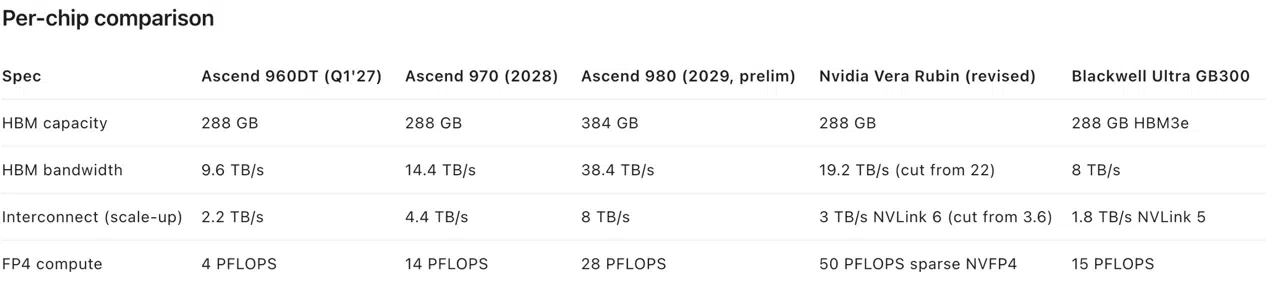 Per-chip comparison
Spec Ascend 960DT (Q1'27) Ascend 970 (2028) Ascend 980 (2029, prelim) Nvidia Vera Rubin (revised) Blackwell Ultra GB300
HBM capacity 288 GB 288 GB 384 GB 288 GB 288 GB HBM3e
HBM bandwidth 9.6 TB/s 14.4 TB/s 38.4 TB/s 19.2 TB/s (cut from 22) 8 TB/s
Interconnect (scale-up) 2.2 TB/s 4.4 TB/s 8 TB/s 3 TB/s NVLink 6 (cut from 3.6) 1.8 TB/s NVLink 5
FP4 compute 4 PFLOPS 14 PFLOPS 28 PFLOPS 50 PFLOPS sparse NVFP4 15 PFLOPS